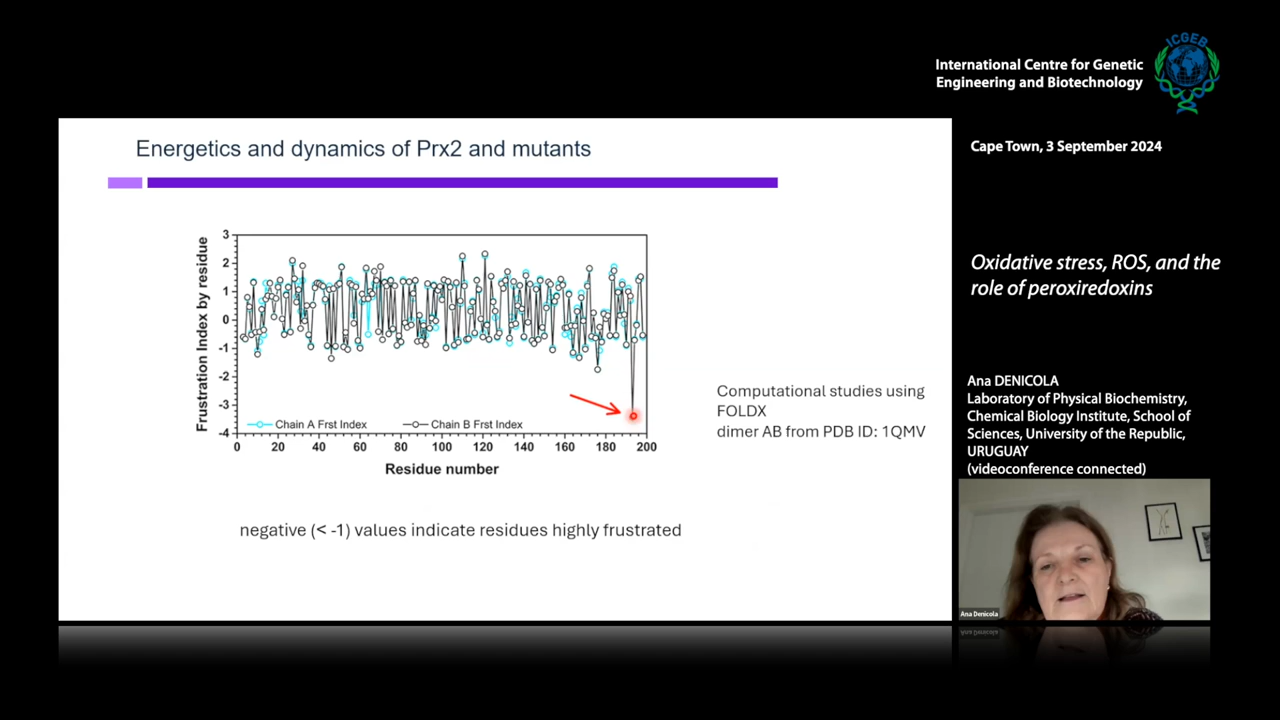 International Centre for Genetic
Engineering and Biotechnology
ICGEB
Cape Town, 3 September 2024
Oxidative stress, ROS, and the
role of peroxiredoxins
Ana DENICOLA
Laboratory of Physical Biochemistry,
Chemical Biology Institute, School of
Sciences, University of the Republic,
URUGUAY
(videoconference connected)
Ana Denicola
Energetics and dynamics of Prx2 and mutants
Frustration Index by residue
3
2
1
0
-1
-2
-3
-4
Chain A Frst Index
Chain B Frst Index
0 20 40 60 80 100 120 140 160 180 200
Residue number
Computational studies using
FOLDX
dimer AB from PDB ID: 1QMV
negative (< -1) values indicate residues highly frustrated